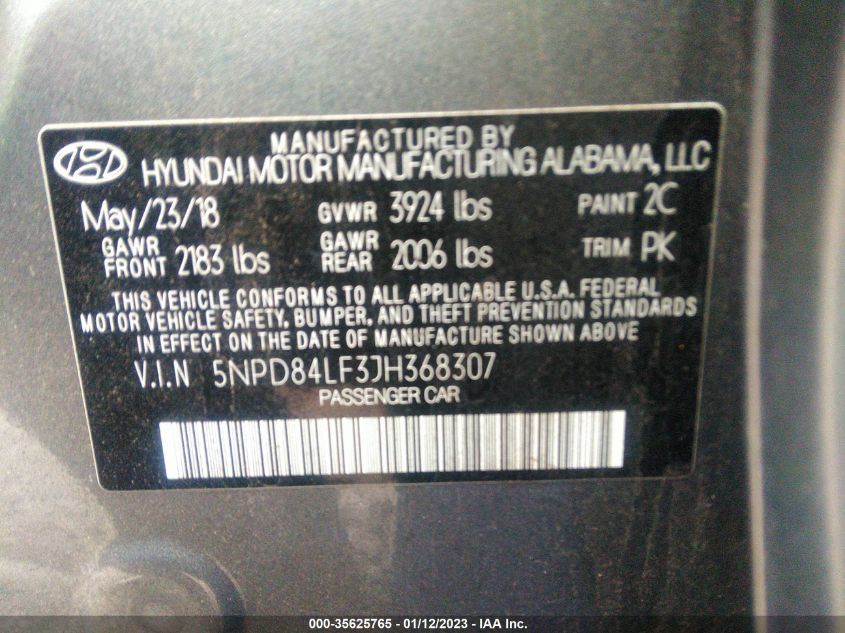 MANUFACTURED BY
HYUNDAI MOTOR MANUFACTURING ALABAMA, LLC
May/23/18 GVWR 3924 lbs PAINT 2C
GAWR FRONT 2183 lbs GAWR REAR 2006 lbs TRIM PK
THIS VEHICLE CONFORMS TO ALL APPLICABLE U.S.A. FEDERAL
MOTOR VEHICLE SAFETY, BUMPER, AND THEFT PREVENTION STANDARDS
IN EFFECT ON THE DATE OF MANUFACTURE SHOWN ABOVE
V.I.N 5NPD84LF3JH368307
PASSENGER CAR
000-35625765 - 01/12/2023 - IAA Inc.